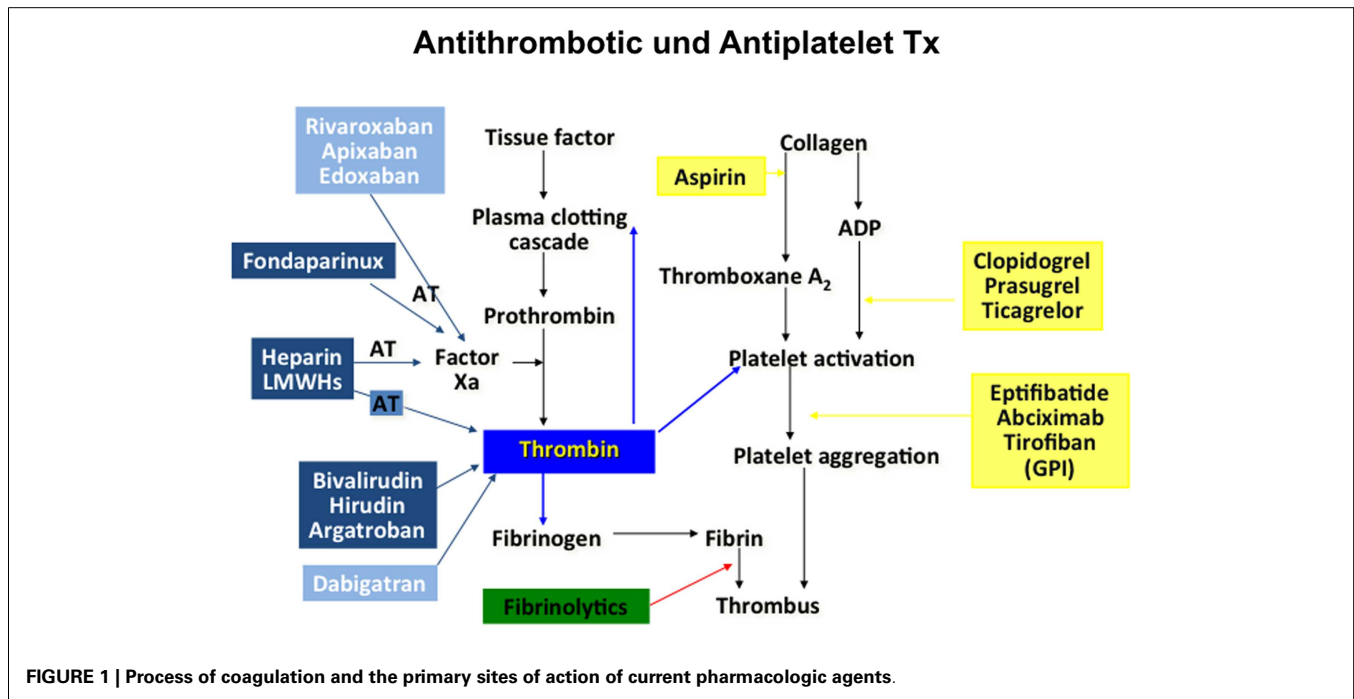 Antithrombotic und Antiplatelet Tx
Rivaroxaban
Apixaban
Edoxaban
Fondaparinux
AT
Heparin
LMWHs
AT
AT
Bivalirudin
Hirudin
Argatroban
Dabigatran
Tissue factor
Plasma clotting
cascade
Prothrombin
Factor
Xa
Thrombin
Fibrinogen
Fibrin
Fibrinolytics
Thrombus
Aspirin
Collagen
ADP
Thromboxane A₂
Platelet activation
Platelet aggregation
Clopidogrel
Prasugrel
Ticagrelor
Eptifibatide
Abciximab
Tirofiban
(GPI)
FIGURE 1 | Process of coagulation and the primary sites of action of current pharmacologic agents.